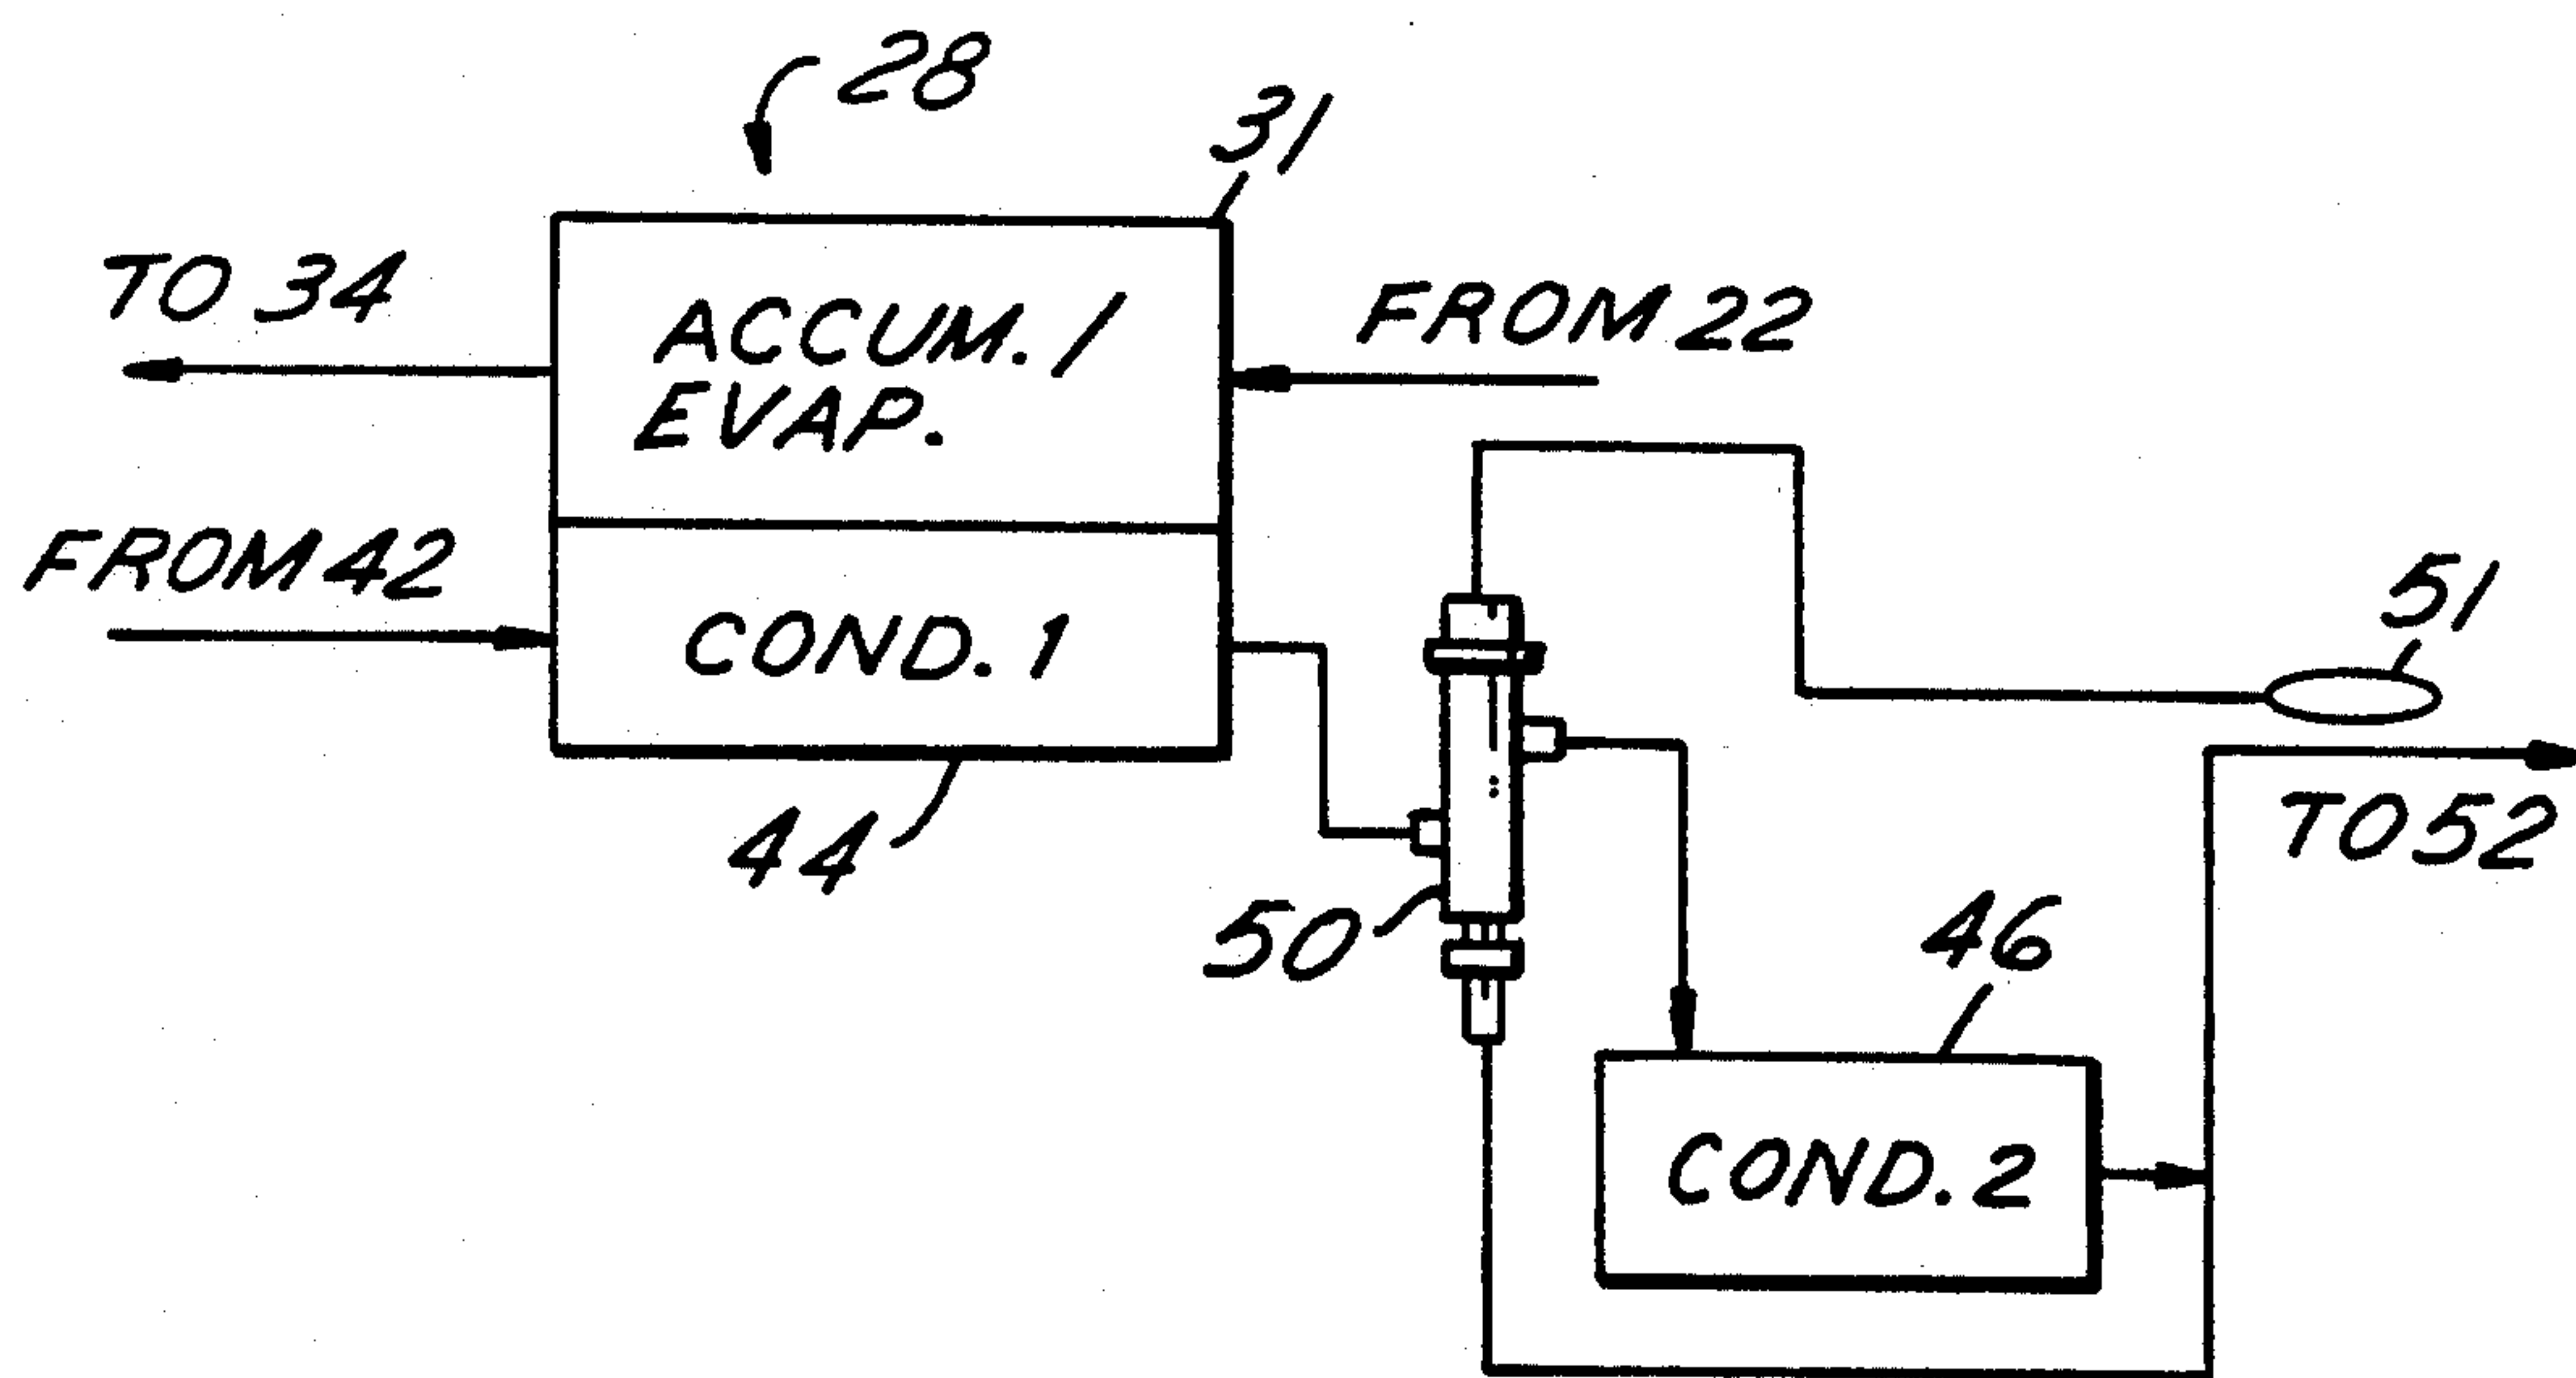 28
31
TO 34
ACCUM./
EVAP.
FROM 22
FROM 42
COND. 1
51
44
50
TO 52
46
COND. 2